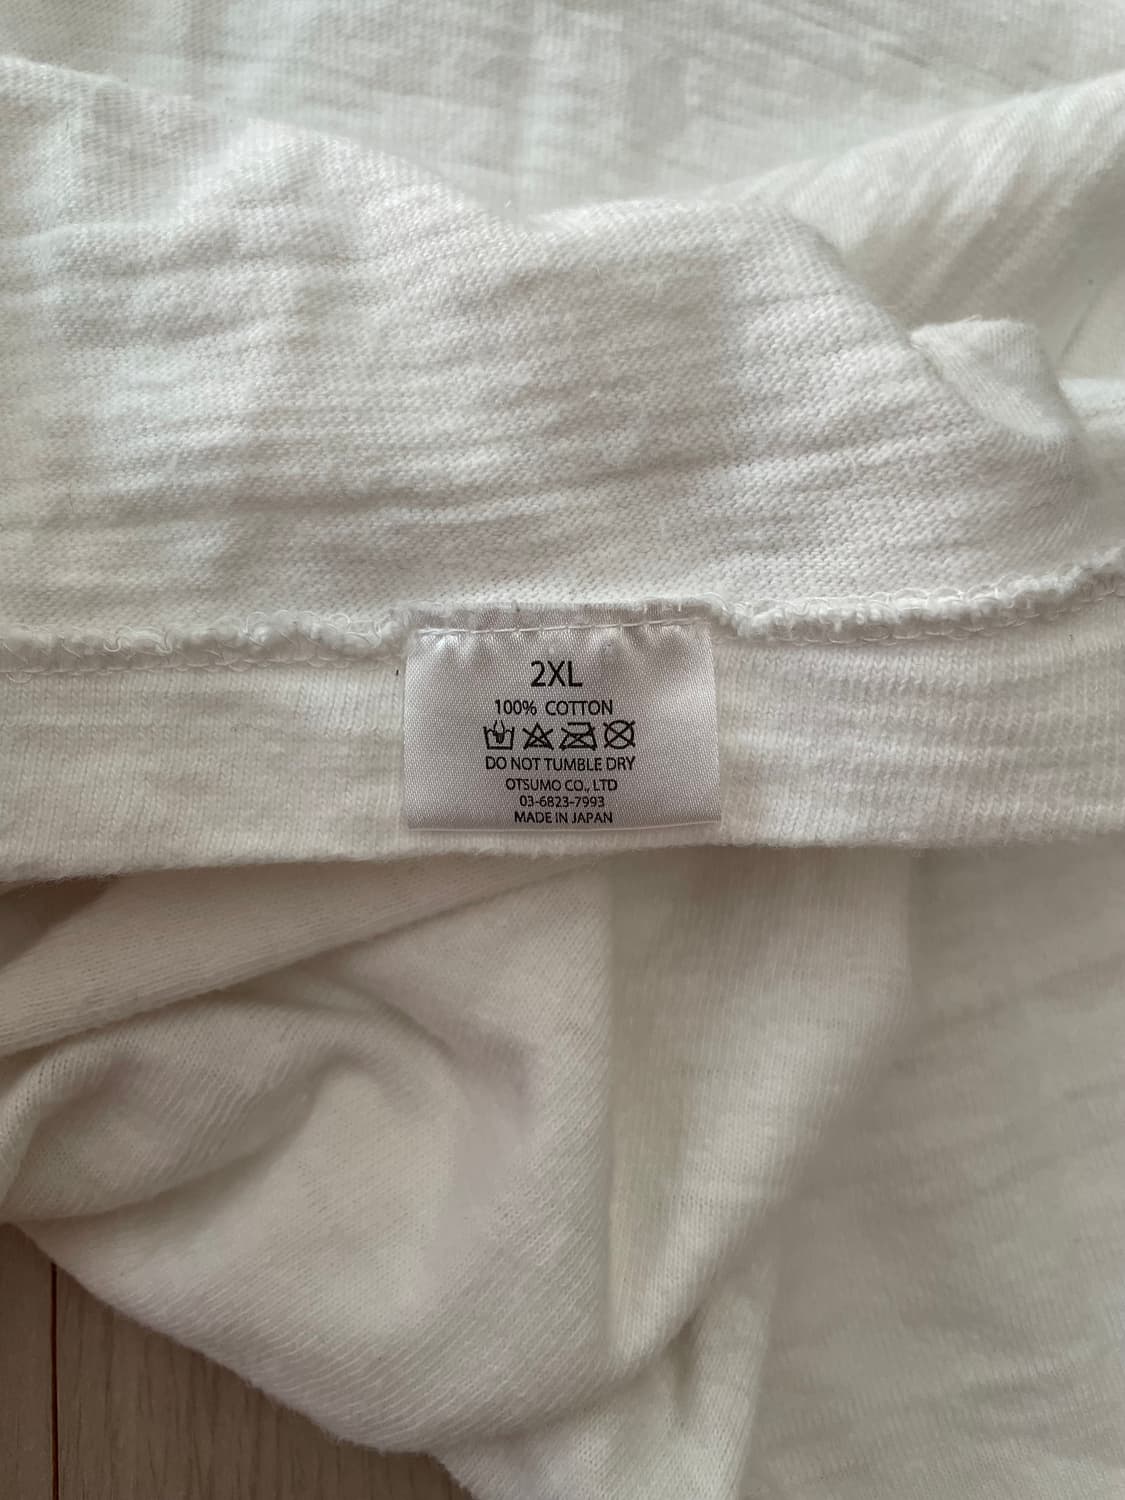 2XL
100% COTTON
DO NOT TUMBLE DRY
OTSUMO CO., LTD
03-6823-7993
MADE IN JAPAN